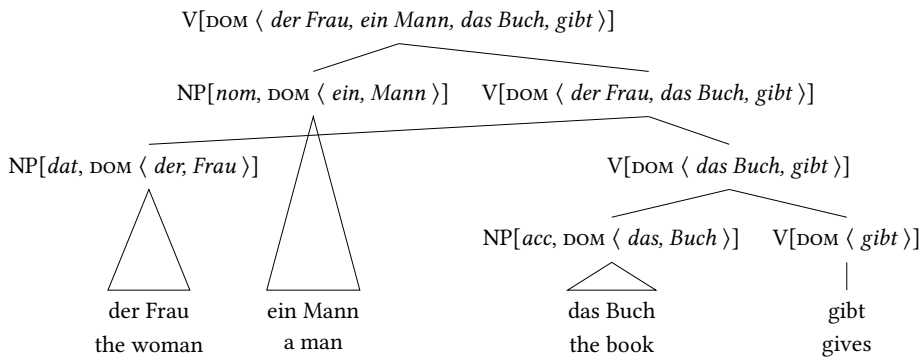 V[DOM ⟨ der Frau, ein Mann, das Buch, gibt ⟩]
NP[nom, DOM ⟨ ein, Mann ⟩] V[DOM ⟨ der Frau, das Buch, gibt ⟩]
NP[dat, DOM ⟨ der, Frau ⟩] V[DOM ⟨ das Buch, gibt ⟩]
NP[acc, DOM ⟨ das, Buch ⟩] V[DOM ⟨ gibt ⟩]
der Frau ein Mann das Buch gibt
the woman a man the book gives